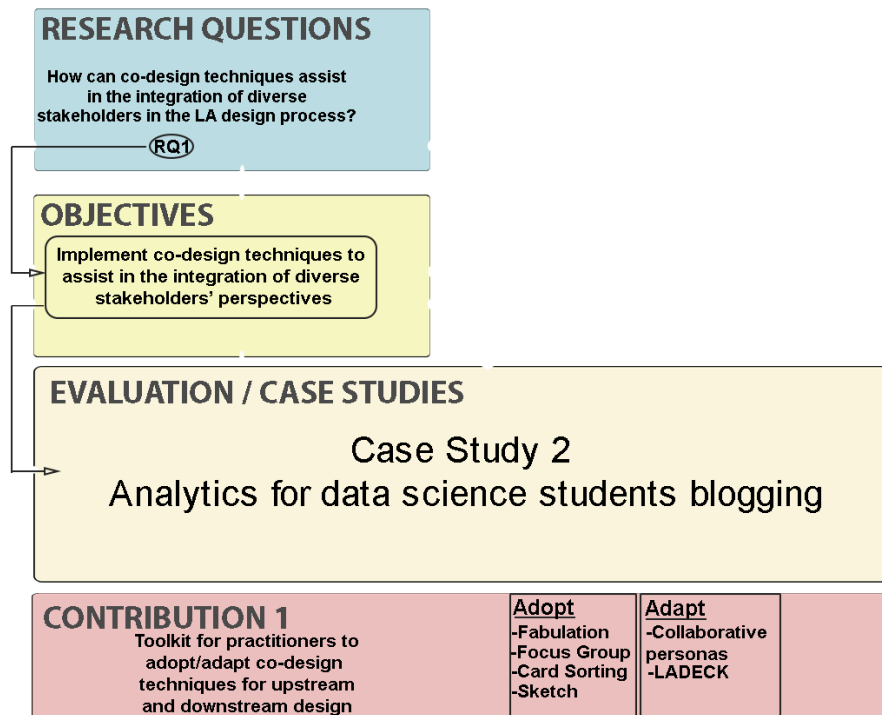 RESEARCH QUESTIONS
How can co-design techniques assist
in the integration of diverse
stakeholders in the LA design process?
RQ1
OBJECTIVES
Implement co-design techniques to
assist in the integration of diverse
stakeholders’ perspectives
EVALUATION / CASE STUDIES
Case Study 2
Analytics for data science students blogging
CONTRIBUTION 1
Toolkit for practitioners to
adopt/adapt co-design
techniques for upstream
and downstream design
Adopt
-Fabulation
-Focus Group
-Card Sorting
-Sketch
Adapt
-Collaborative
personas
-LADECK